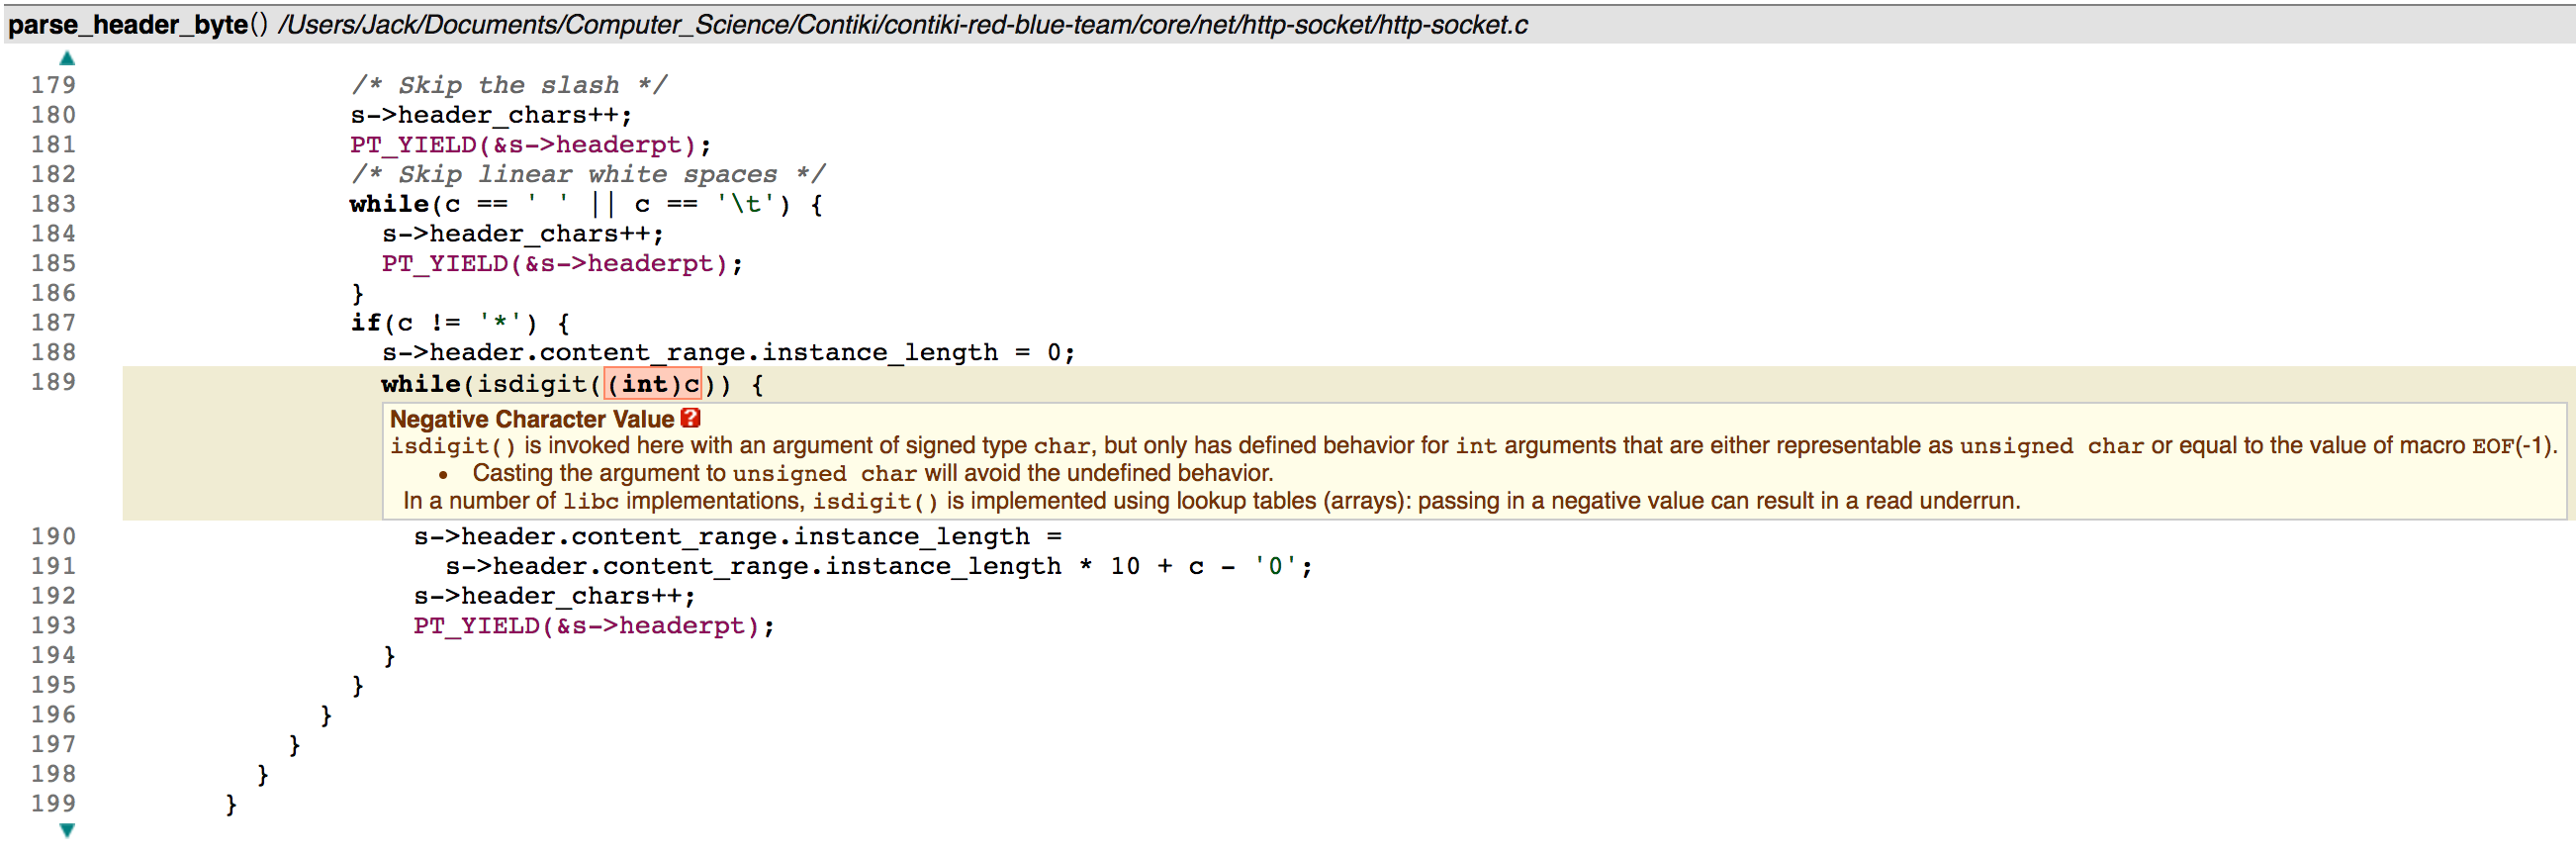 parse_header_byte() /Users/Jack/Documents/Computer_Science/Contiki/contiki-red-blue-team/core/net/http-socket/http-socket.c
179 /* Skip the slash */
180 s->header_chars++;
181 PT_YIELD(&s->headerpt);
182 /* Skip linear white spaces */
183 while(c == ' ' || c == '\t') {
184 s->header_chars++;
185 PT_YIELD(&s->headerpt);
186 }
187 if(c != '*') {
188 s->header.content_range.instance_length = 0;
189 while(isdigit((int)c)) {
Negative Character Value ?
isdigit() is invoked here with an argument of signed type char, but only has defined behavior for int arguments that are either representable as unsigned char or equal to the value of macro EOF(-1).
• Casting the argument to unsigned char will avoid the undefined behavior.
In a number of libc implementations, isdigit() is implemented using lookup tables (arrays): passing in a negative value can result in a read underrun.
190 s->header.content_range.instance_length =
191 s->header.content_range.instance_length * 10 + c - '0';
192 s->header_chars++;
193 PT_YIELD(&s->headerpt);
194 }
195 }
196 }
197 }
198 }
199 }